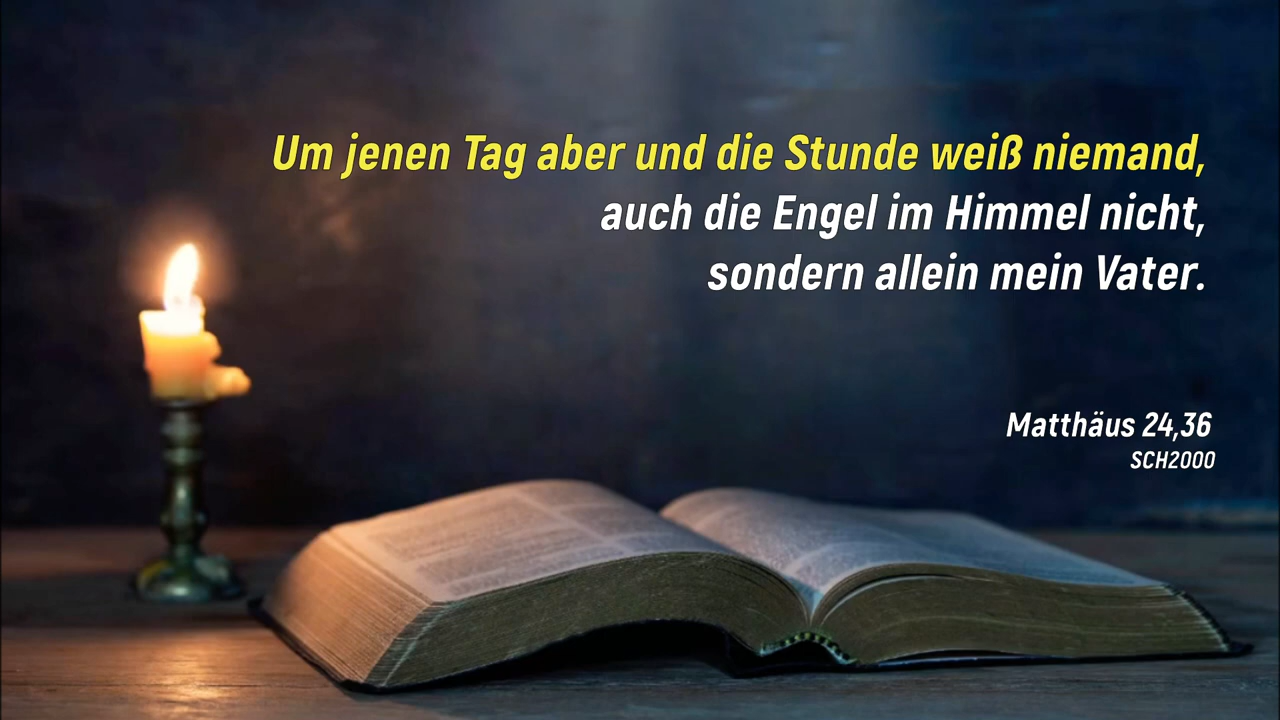 Um jenen Tag aber und die Stunde weiß niemand,
auch die Engel im Himmel nicht,
sondern allein mein Vater.
Matthäus 24,36
SCH2000